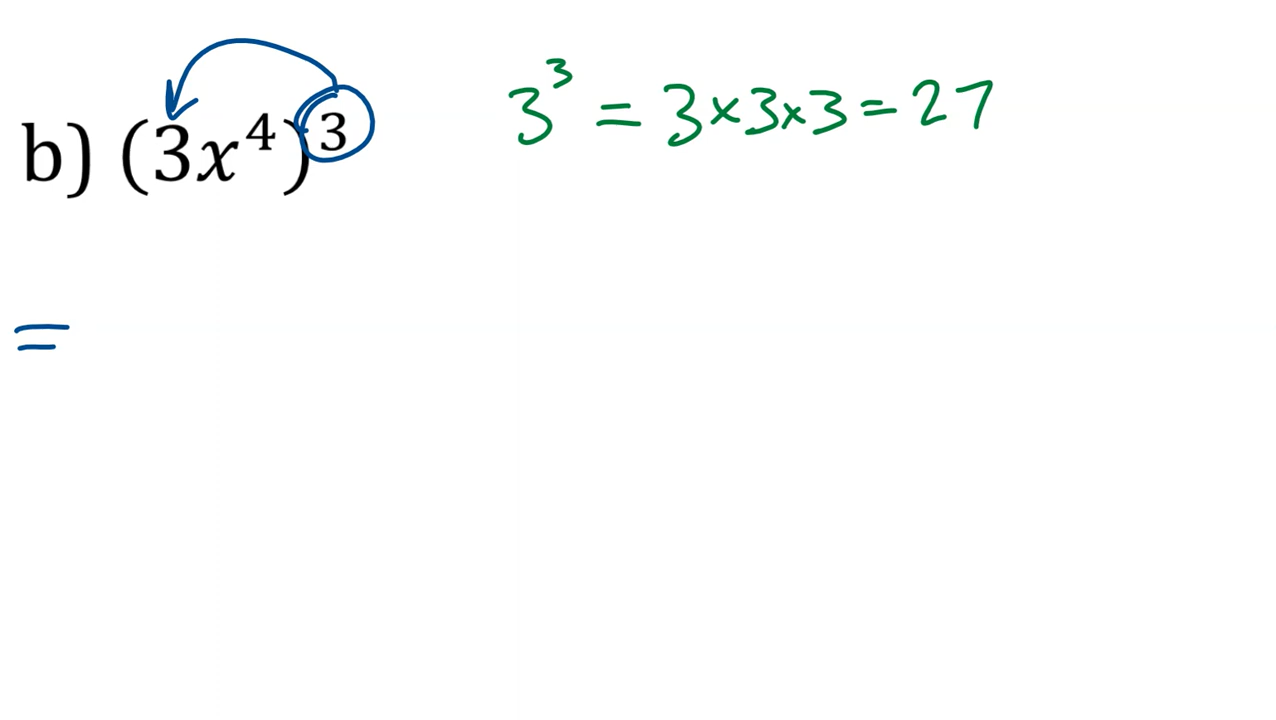 b) (3x⁴)³
3³ = 3×3×3 = 27
=